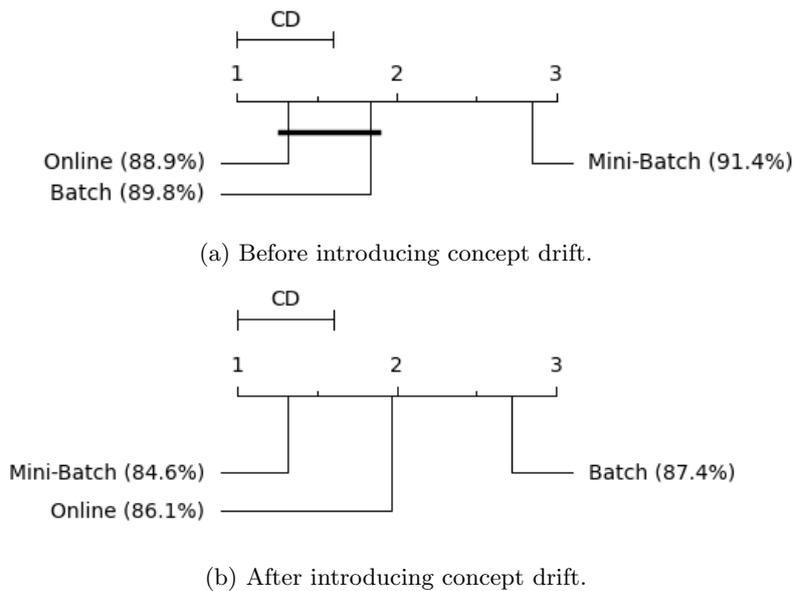 CD
1 2 3
Online (88.9%) Mini-Batch (91.4%)
Batch (89.8%)
(a) Before introducing concept drift.
CD
1 2 3
Mini-Batch (84.6%) Batch (87.4%)
Online (86.1%)
(b) After introducing concept drift.